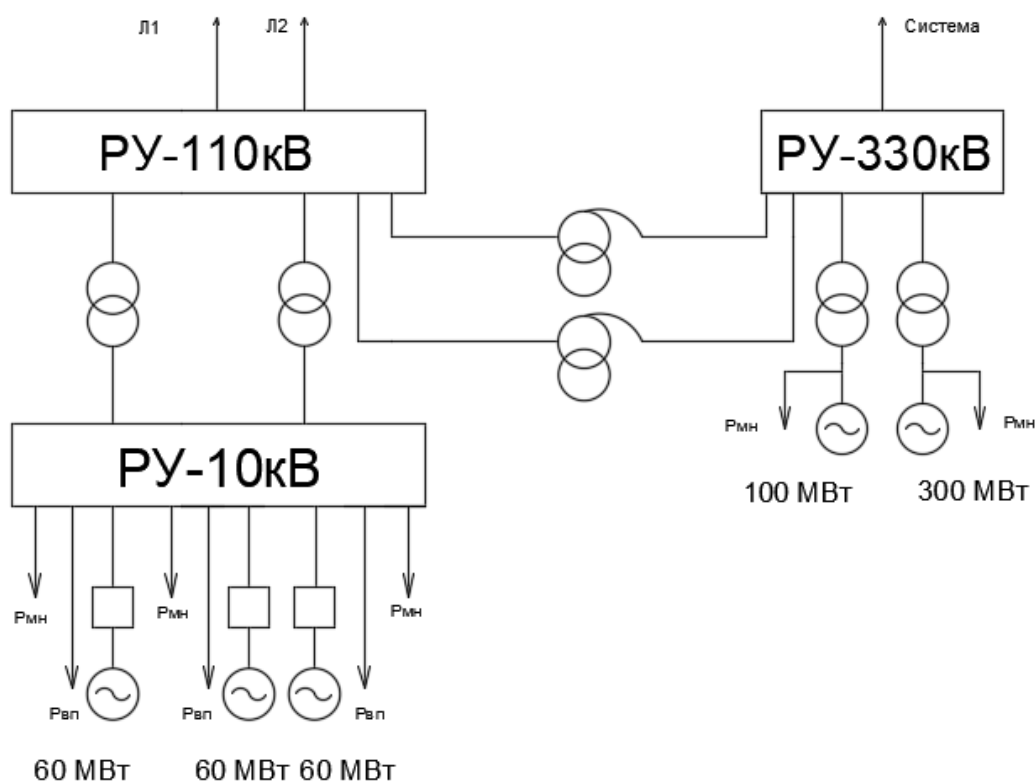 Л1
Л2
Система
РУ-110кВ
РУ-330кВ
Рмн
Рмн
РУ-10кВ
100 МВт
300 МВт
Рмн
Рмн
Рмн
Рвп
Рвп
Рвп
60 МВт
60 МВт
60 МВт